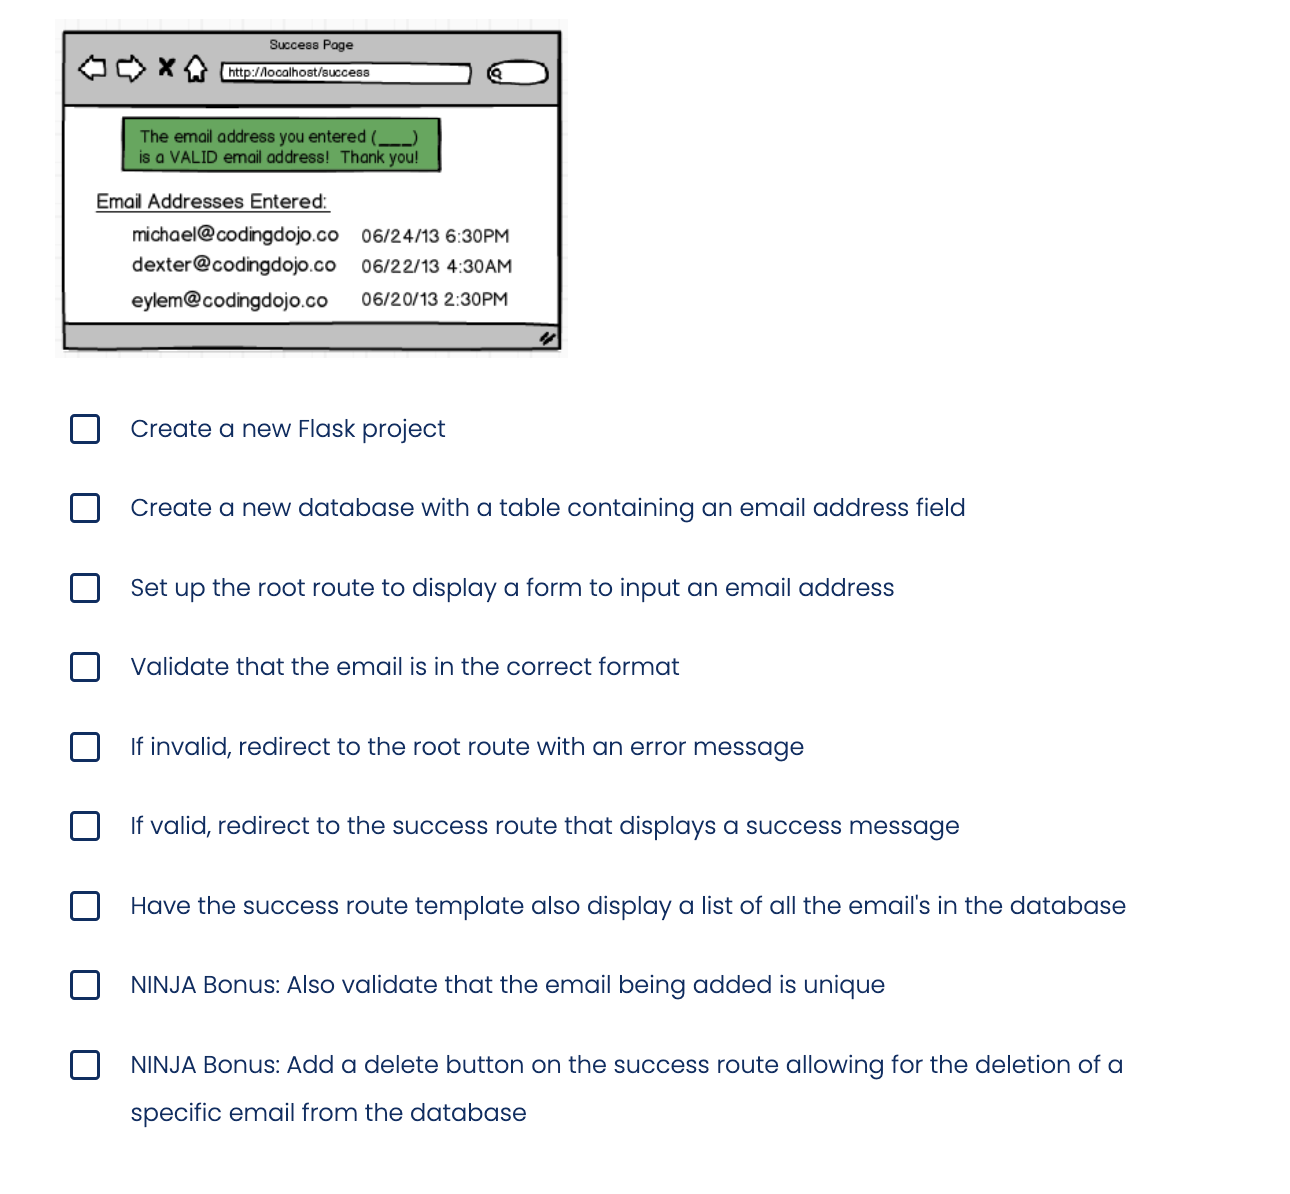 Success Page
http://localhost/success
The email address you entered (___)
is a VALID email address! Thank you!
Email Addresses Entered:
michael@codingdojo.co 06/24/13 6:30PM
dexter@codingdojo.co 06/22/13 4:30AM
eylem@codingdojo.co 06/20/13 2:30PM
Create a new Flask project
Create a new database with a table containing an email address field
Set up the root route to display a form to input an email address
Validate that the email is in the correct format
If invalid, redirect to the root route with an error message
If valid, redirect to the success route that displays a success message
Have the success route template also display a list of all the email's in the database
NINJA Bonus: Also validate that the email being added is unique
NINJA Bonus: Add a delete button on the success route allowing for the deletion of a
specific email from the database